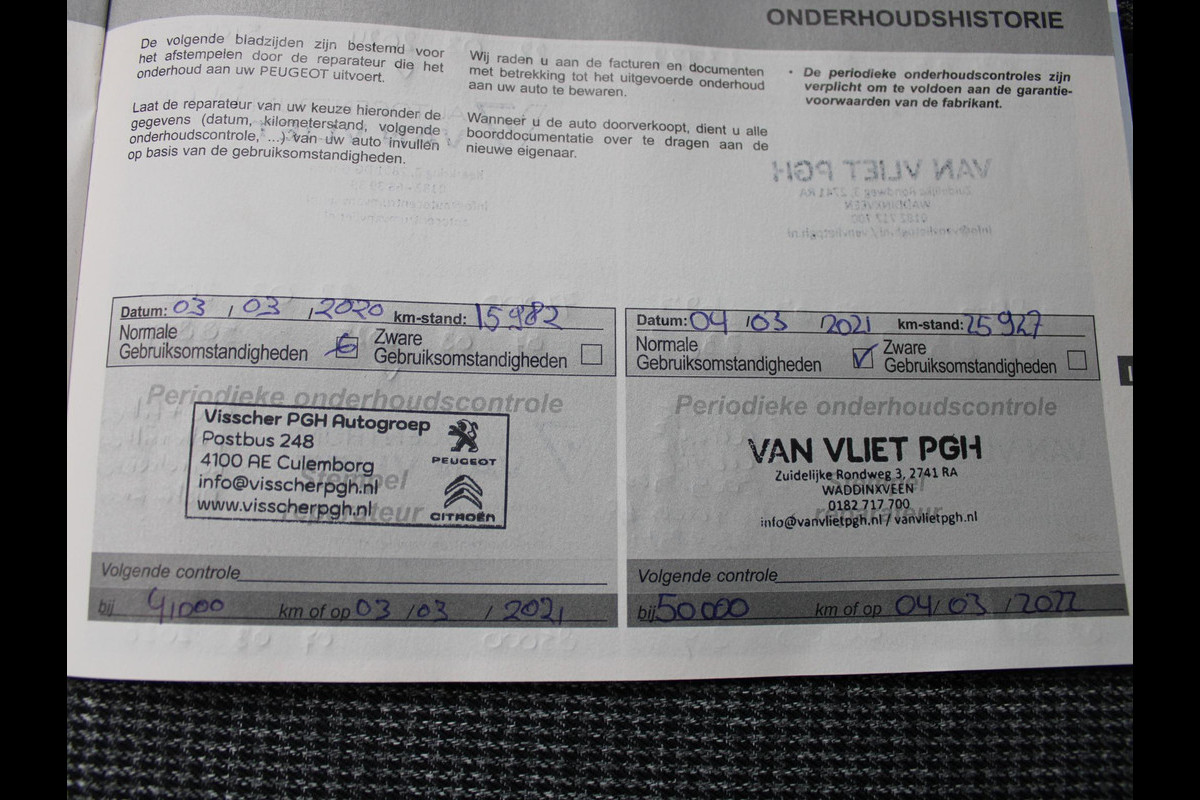 ONDERHOUDSHISTORIE
De volgende bladzijden zijn bestemd voor
het afstempelen door de reparateur die het
onderhoud aan uw PEUGEOT uitvoert.
Laat de reparateur van uw keuze hieronder de
gegevens (datum, kilometerstand, volgende
onderhoudscontrole, ...) van uw auto invullen
op basis van de gebruiksomstandigheden.
Wij raden u aan de facturen en documenten
met betrekking tot het uitgevoerde onderhoud
aan uw auto te bewaren.
Wanneer u de auto doorverkoopt, dient u alle
boorddocumentatie over te dragen aan de
nieuwe eigenaar.
• De periodieke onderhoudscontroles zijn
verplicht om te voldoen aan de garantie-
voorwaarden van de fabrikant.
Datum: 03 / 03 / 2020 km-stand: 15982
Normale
Gebruiksomstandigheden
Zware
Gebruiksomstandigheden
Periodieke onderhoudscontrole
Stempel
reparateur
Visscher PGH Autogroep
Postbus 248
4100 AE Culemborg
info@visscherpgh.nl
www.visscherpgh.nl
PEUGEOT
CITROËN
Volgende controle
bij 41000 km of op 03 / 03 / 2021
Datum: 04 / 03 / 2021 km-stand: 25927
Normale
Gebruiksomstandigheden
Zware
Gebruiksomstandigheden
Periodieke onderhoudscontrole
Stempel
reparateur
VAN VLIET PGH
Zuidelijke Rondweg 3, 2741 RA
WADDINXVEEN
0182 717 700
info@vanvlietpgh.nl / vanvlietpgh.nl
Volgende controle
bij 50000 km of op 04 / 03 / 2022